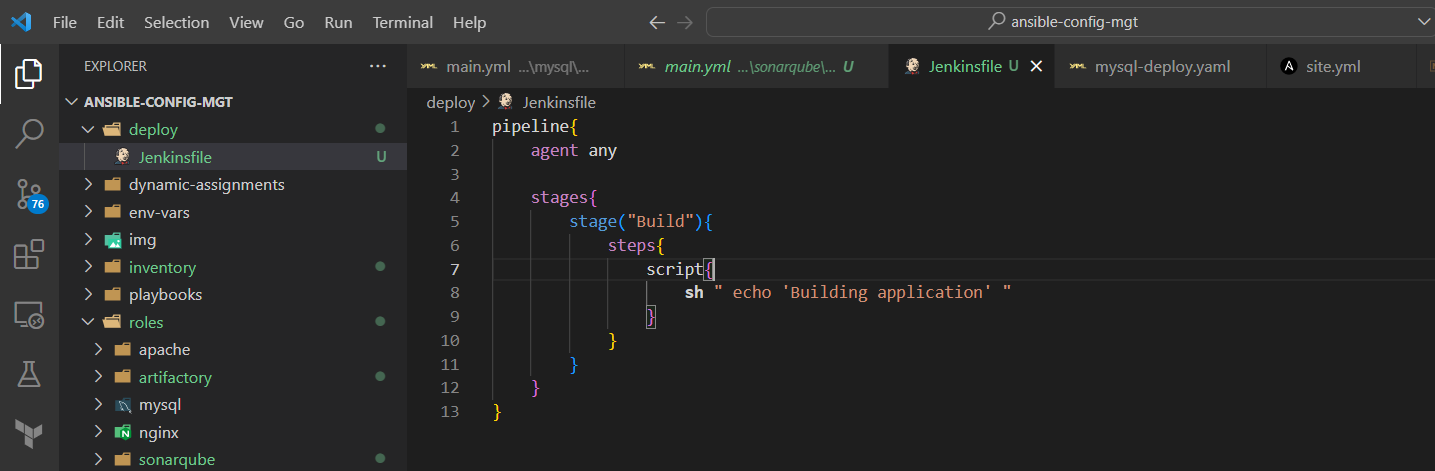 File Edit Selection View Go Run Terminal Help
ansible-config-mgt
EXPLORER
ANSIBLE-CONFIG-MGT
deploy
Jenkinsfile U
dynamic-assignments
env-vars
img
inventory
playbooks
roles
apache
artifactory
mysql
nginx
sonarqube
76
main.yml ...\mysql\... main.yml ...\sonarqube\... U Jenkinsfile U mysql-deploy.yaml site.yml
deploy > Jenkinsfile
1 pipeline{
2 agent any
3
4 stages{
5 stage("Build"){
6 steps{
7 script{
8 sh " echo 'Building application' "
9 }
10 }
11 }
12 }
13 }